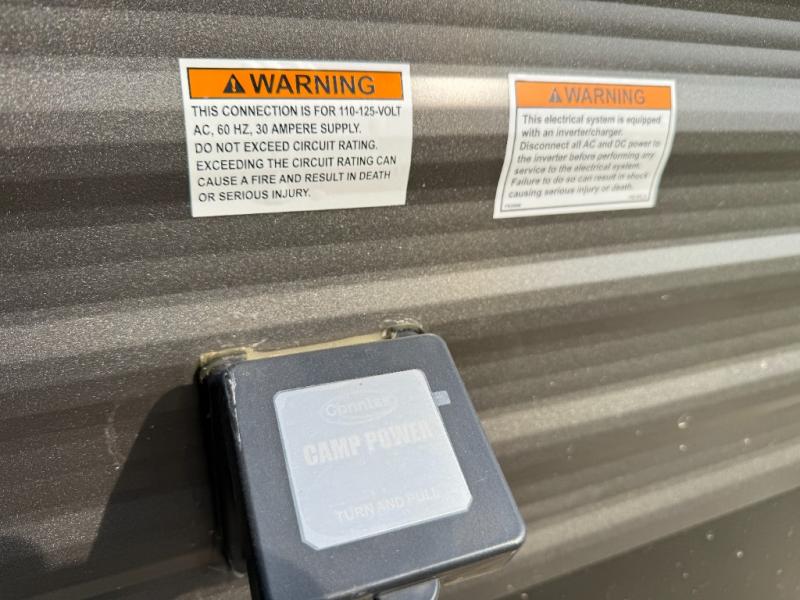 WARNING
THIS CONNECTION IS FOR 110-125-VOLT
AC, 60 HZ, 30 AMPERE SUPPLY.
DO NOT EXCEED CIRCUIT RATING.
EXCEEDING THE CIRCUIT RATING CAN
CAUSE A FIRE AND RESULT IN DEATH
OR SERIOUS INJURY.
WARNING
This electrical system is equipped
with an inverter/charger.
Disconnect all AC and DC power to
the inverter before performing any
service to the electrical system.
Failure to do so can result in shock
causing serious injury or death.
CAMP POWER
TURN AND PULL